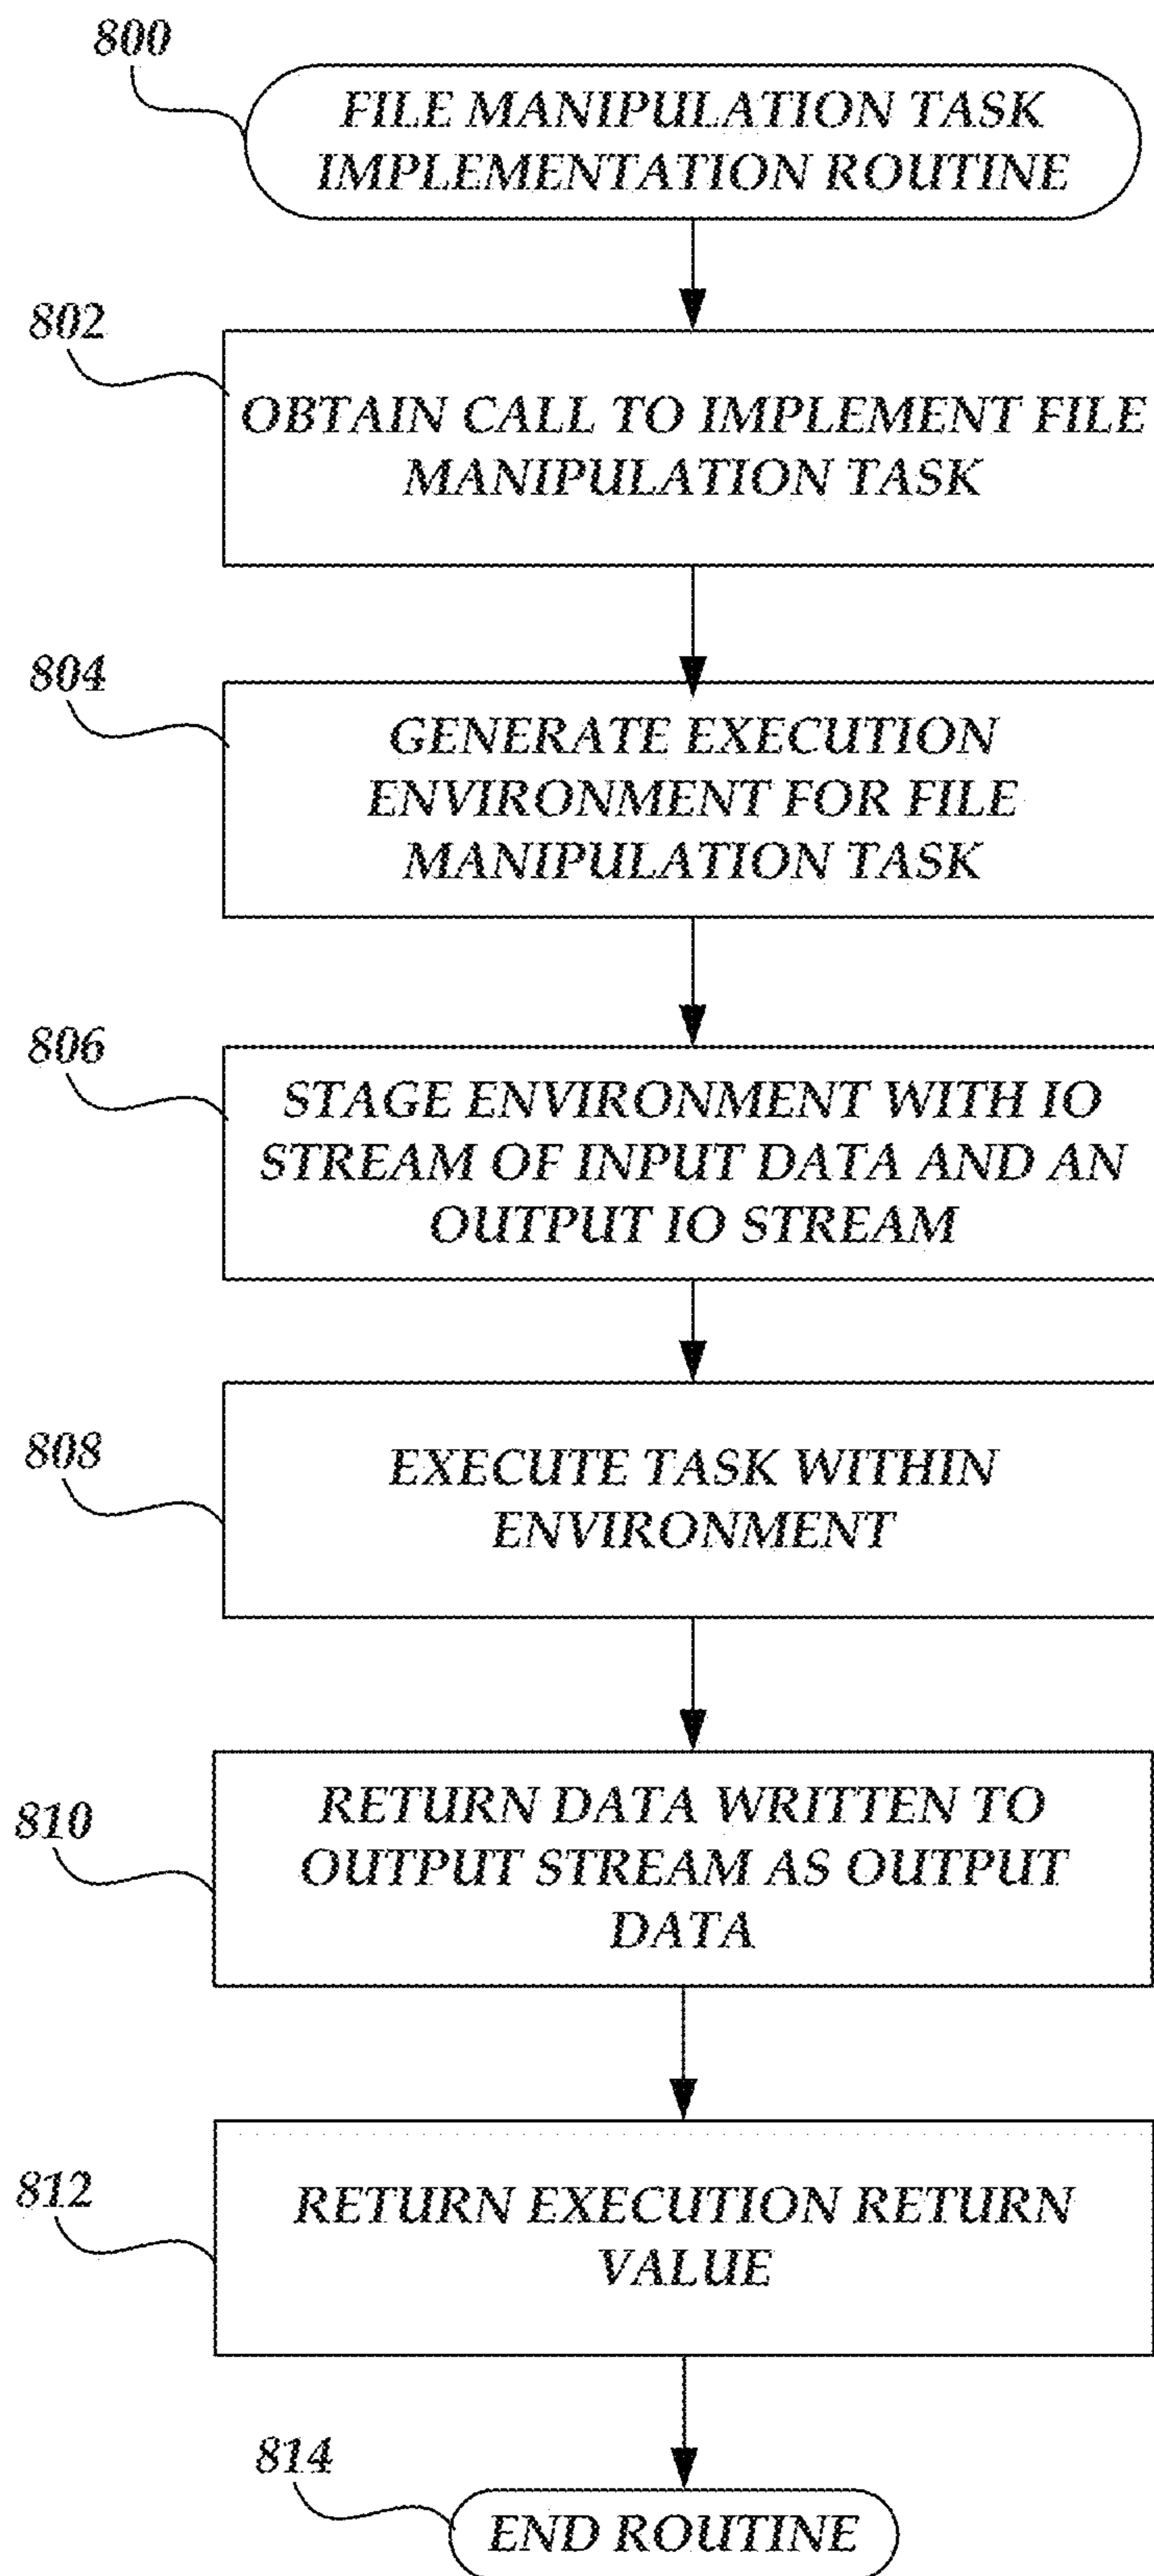 800
FILE MANIPULATION TASK
IMPLEMENTATION ROUTINE
802
OBTAIN CALL TO IMPLEMENT FILE
MANIPULATION TASK
804
GENERATE EXECUTION
ENVIRONMENT FOR FILE
MANIPULATION TASK
806
STAGE ENVIRONMENT WITH IO
STREAM OF INPUT DATA AND AN
OUTPUT IO STREAM
808
EXECUTE TASK WITHIN
ENVIRONMENT
810
RETURN DATA WRITTEN TO
OUTPUT STREAM AS OUTPUT
DATA
812
RETURN EXECUTION RETURN
VALUE
814
END ROUTINE